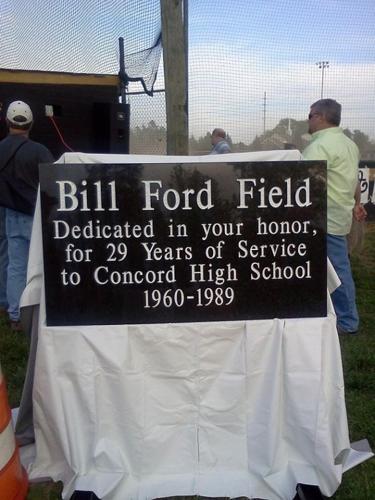 Bill Ford Field
Dedicated in your honor,
for 29 Years of Service
to Concord High School
1960-1989